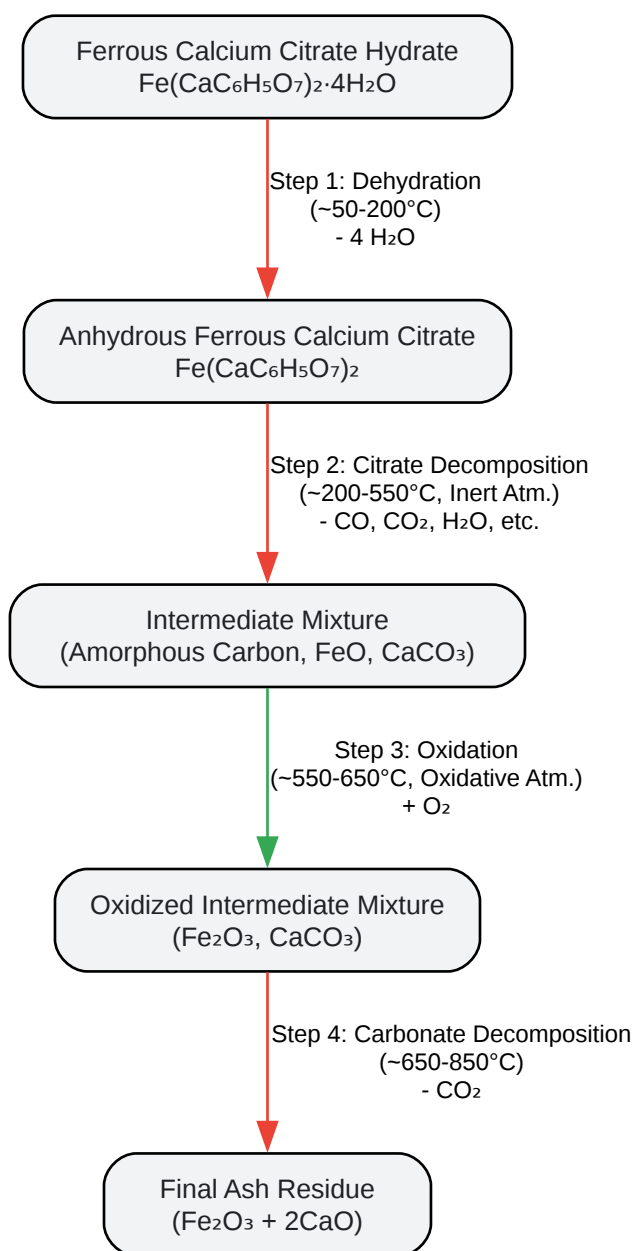 Ferrous Calcium Citrate Hydrate
Fe(CaC₆H₅O₇)₂·4H₂O
Step 1: Dehydration
(~50-200°C)
- 4 H₂O
Anhydrous Ferrous Calcium Citrate
Fe(CaC₆H₅O₇)₂
Step 2: Citrate Decomposition
(~200-550°C, Inert Atm.)
- CO, CO₂, H₂O, etc.
Intermediate Mixture
(Amorphous Carbon, FeO, CaCO₃)
Step 3: Oxidation
(~550-650°C, Oxidative Atm.)
+ O₂
Oxidized Intermediate Mixture
(Fe₂O₃, CaCO₃)
Step 4: Carbonate Decomposition
(~650-850°C)
- CO₂
Final Ash Residue
(Fe₂O₃ + 2CaO)